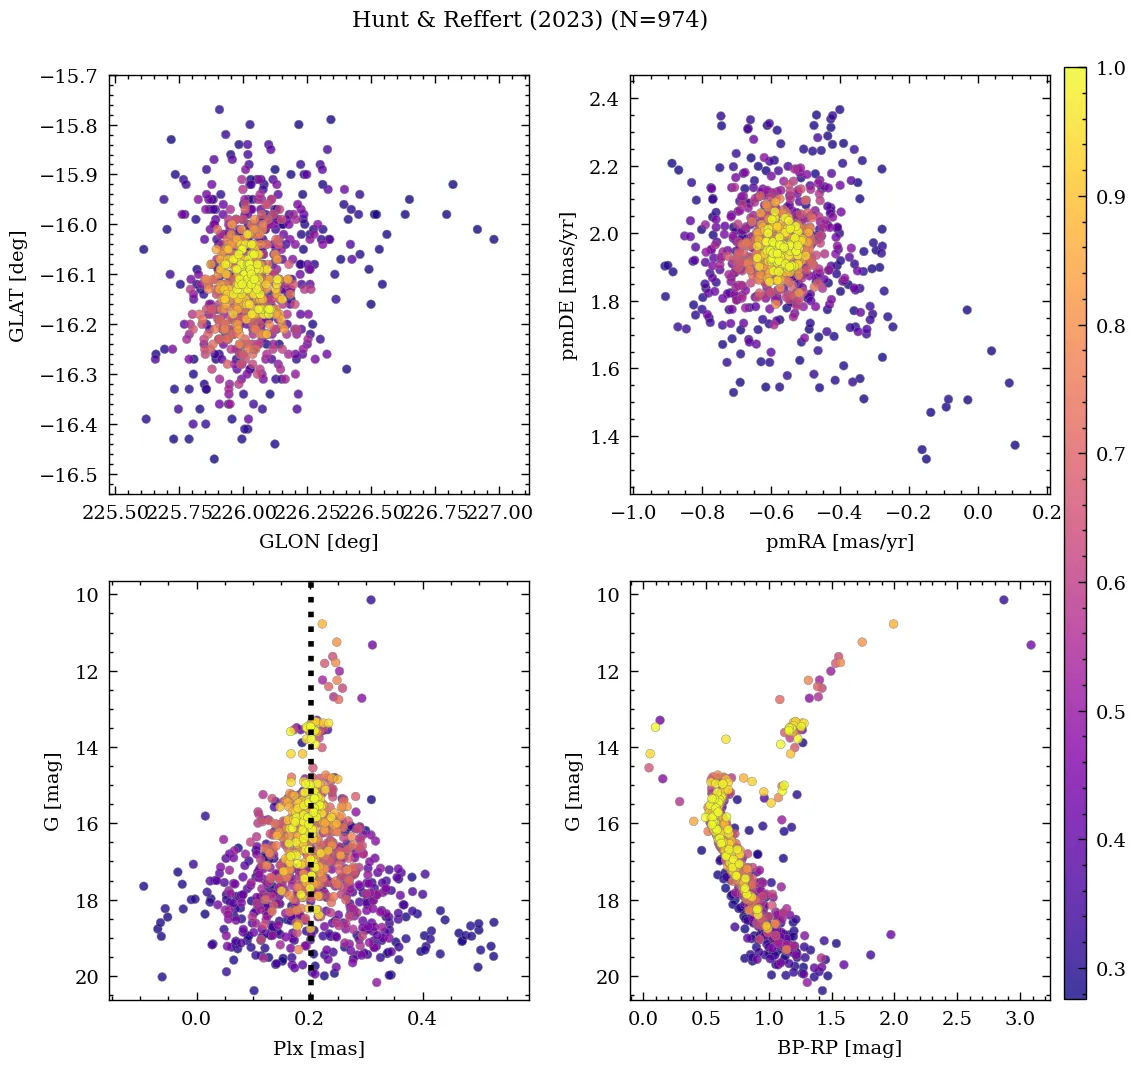 Hunt & Reffert (2023) (N=974)
−15.7
−15.8
−15.9
−16.0
−16.1
−16.2
−16.3
−16.4
−16.5
GLAT [deg]
225.50 225.75 226.00 226.25 226.50 226.75 227.00
GLON [deg]
2.4
2.2
2.0
1.8
1.6
1.4
pmDE [mas/yr]
−1.0 −0.8 −0.6 −0.4 −0.2 0.0 0.2
pmRA [mas/yr]
10
12
14
16
18
20
G [mag]
0.0 0.2 0.4
Plx [mas]
10
12
14
16
18
20
G [mag]
0.0 0.5 1.0 1.5 2.0 2.5 3.0
BP-RP [mag]
1.0
0.9
0.8
0.7
0.6
0.5
0.4
0.3